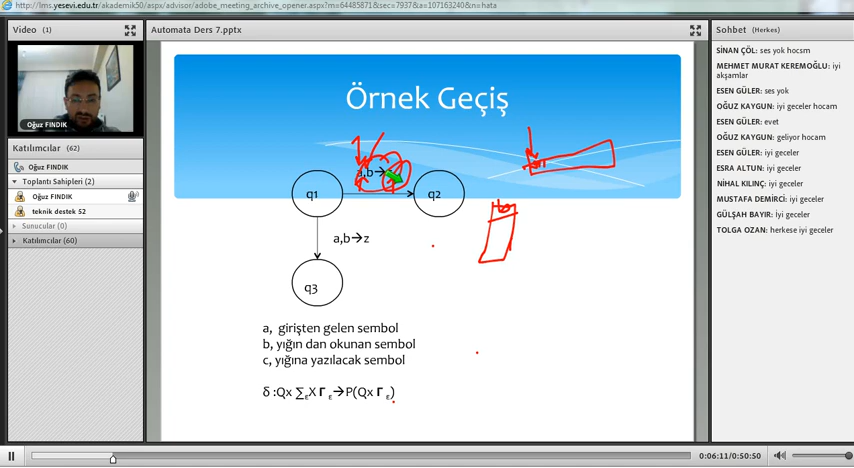 http://lms.yesevi.edu.tr/akademik50/aspx/advisor/adobe_meeting_archive_opener.aspx?m=64485871&sec=7937&a=107163240&n=hata
Video (1)
Oğuz FINDIK
Katılımcılar (62)
Oğuz FINDIK
Toplantı Sahipleri (2)
Oğuz FINDIK
teknik destek 52
Sunucular (0)
Katılımcılar (60)
Automata Ders 7.pptx
Örnek Geçiş
a,b→
q1
q2
a,b→z
q3
a, girişten gelen sembol
b, yığın dan okunan sembol
c, yığına yazılacak sembol
δ :Qx ∑εX Γ ε→P(Qx Γ ε)
Sohbet (Herkes)
SİNAN ÇÖL: ses yok hocsm
MEHMET MURAT KEREMOĞLU: iyi
akşamlar
ESEN GÜLER: ses yok
OĞUZ KAYGUN: iyi geceler hocam
ESEN GÜLER: evet
OĞUZ KAYGUN: geliyor hocam
ESEN GÜLER: iyi geceler
ESRA ALTUN: iyi geceler
NİHAL KILINÇ: iyi geceler
MUSTAFA DEMİRCİ: iyi geceler
GÜLŞAH BAYIR: İyi geceler
TOLGA OZAN: herkese iyi geceler
0:06:11/0:50:50